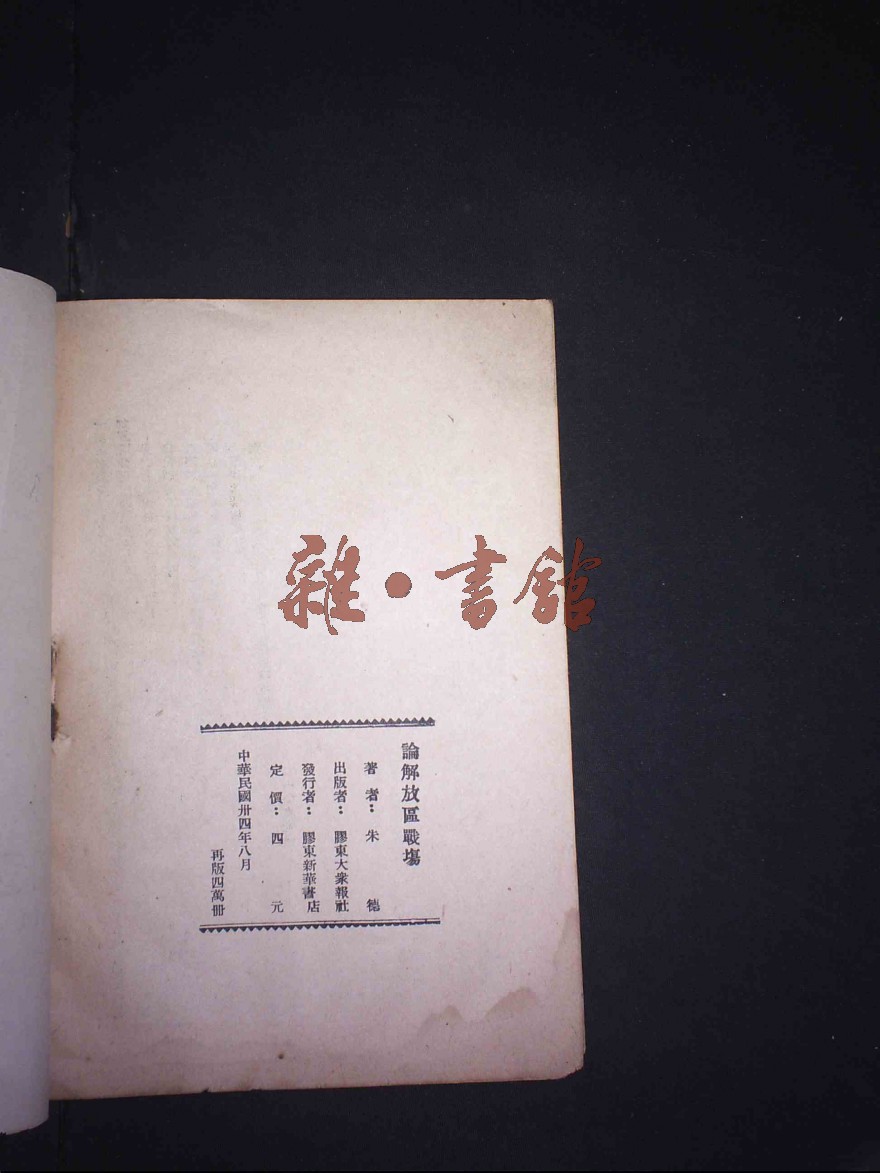 雜·書館
論解放區戰塲
著者：朱德
出版者：膠東大衆報社
發行者：膠東新華書店
定價：四元
中華民國卅四年八月
再版四萬冊